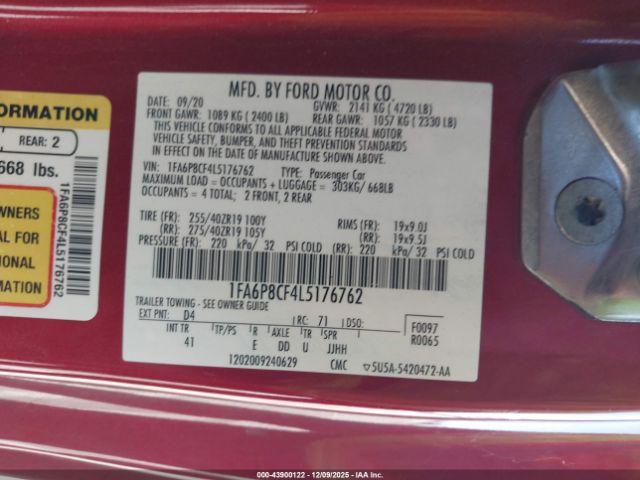 ORMATION
REAR: 2
668 lbs.
WNERS
AL FOR
IONAL
MATION
1FA6P8CF4L5176762
MFD. BY FORD MOTOR CO.
DATE: 09/20 GVWR: 2141 KG ( 4720 LB)
FRONT GAWR: 1089 KG ( 2400 LB) REAR GAWR: 1057 KG ( 2330 LB)
THIS VEHICLE CONFORMS TO ALL APPLICABLE FEDERAL MOTOR
VEHICLE SAFETY, BUMPER, AND THEFT PREVENTION STANDARDS
IN EFFECT ON THE DATE OF MANUFACTURE SHOWN ABOVE.
VIN: 1FA6P8CF4L5176762 TYPE: Passenger Car
MAXIMUM LOAD = OCCUPANTS + LUGGAGE = 303KG/ 668LB
OCCUPANTS = 4 TOTAL; 2 FRONT, 2 REAR
TIRE (FR): 255/40ZR19 100Y RIMS (FR): 19x9.0J
(RR): 275/40ZR19 105Y (RR): 19x9.5J
PRESSURE (FR): 220 kPa/ 32 PSI COLD (RR): 220 kPa/ 32 PSI COLD
1FA6P8CF4L5176762
TRAILER TOWING - SEE OWNER GUIDE
EXT PNT: D4 RC: 71 DSO: F0097
INT TR TP/PS R AXLE TR SPR R0065
41 E DD U JJHH
1202009240629 CMC ▽5U5A-5420472-AA
000-43900122 - 12/09/2025 - IAAI.COM